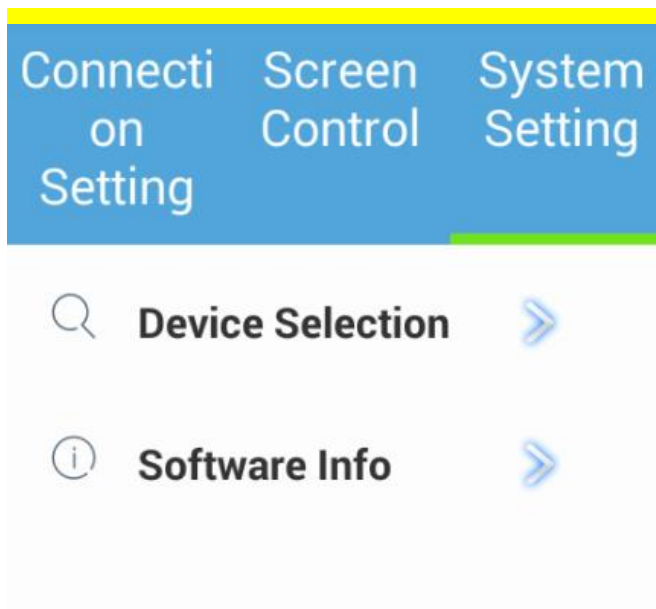 Connecti
on
Setting
Screen
Control
System
Setting
Device Selection
Software Info